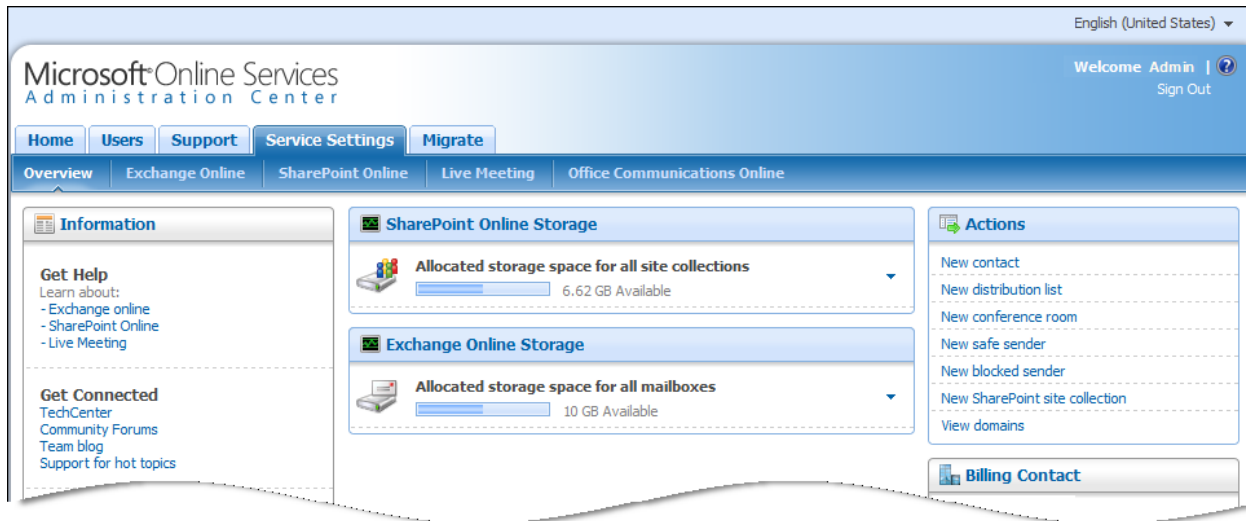 English (United States)
Microsoft® Online Services
Administration Center
Welcome Admin | ?
Sign Out
Home Users Support Service Settings Migrate
Overview Exchange Online SharePoint Online Live Meeting Office Communications Online
Information
Get Help
Learn about:
- Exchange online
- SharePoint Online
- Live Meeting
Get Connected
TechCenter
Community Forums
Team blog
Support for hot topics
SharePoint Online Storage
Allocated storage space for all site collections
6.62 GB Available
Exchange Online Storage
Allocated storage space for all mailboxes
10 GB Available
Actions
New contact
New distribution list
New conference room
New safe sender
New blocked sender
New SharePoint site collection
View domains
Billing Contact